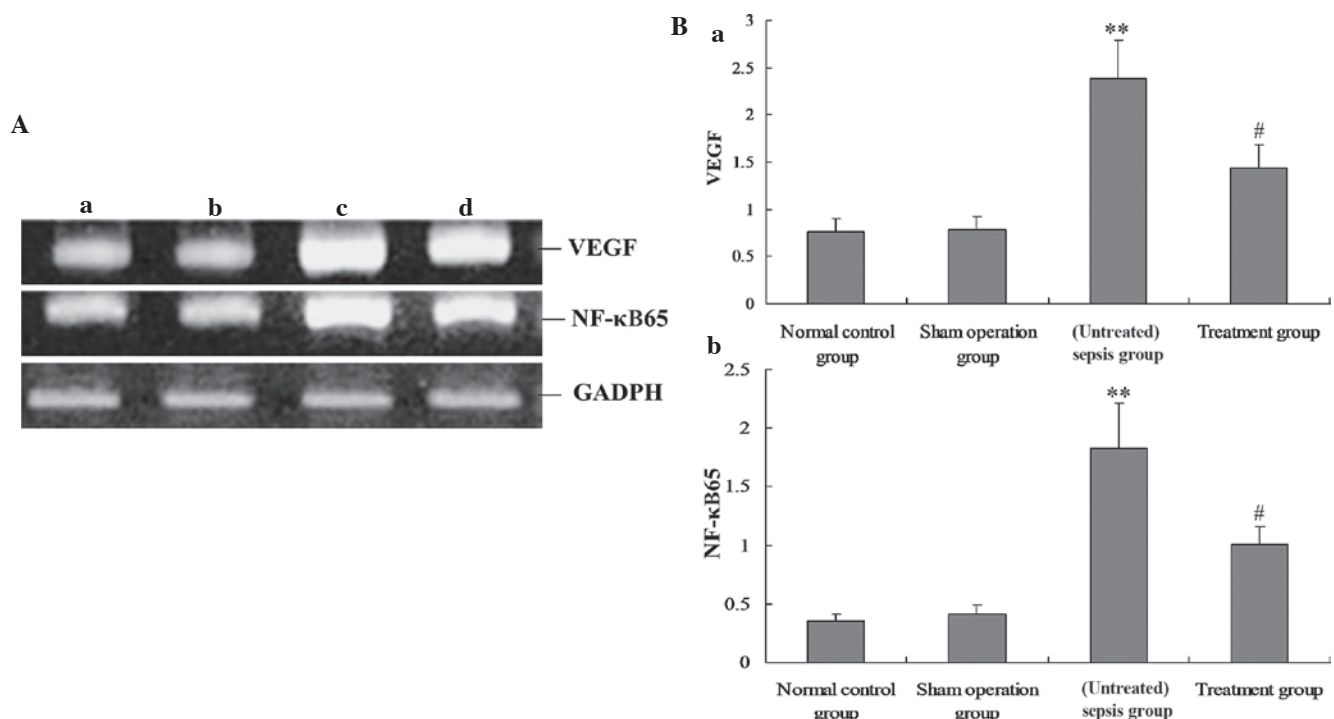 A
a b c d
VEGF
NF-κB65
GADPH
B
a
VEGF
3
2.5
2
1.5
1
0.5
0
**
#
Normal control
group
Sham operation
group
(Untreated)
sepsis group
Treatment group
b
NF-κB65
2.5
2
1.5
1
0.5
0
**
#
Normal control
group
Sham operation
group
(Untreated)
sepsis group
Treatment group